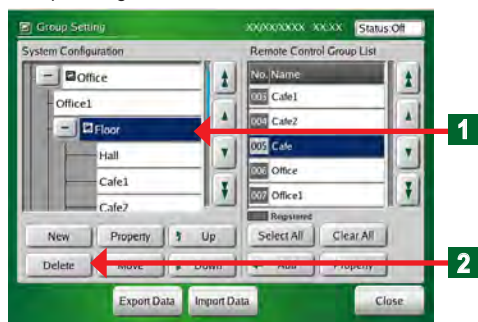 Group Setting XX/XX/XXXX XX:XX Status:Off
System Configuration Remote Control Group List
Office
Office1
Floor
Hall
Cafe1
Cafe2
No. Name
003 Cafe1
004 Cafe2
005 Cafe
006 Office
007 Office1
Registered
New Property Up Select All Clear All
Delete Move Down Add Property
Export Data Import Data Close
1
2